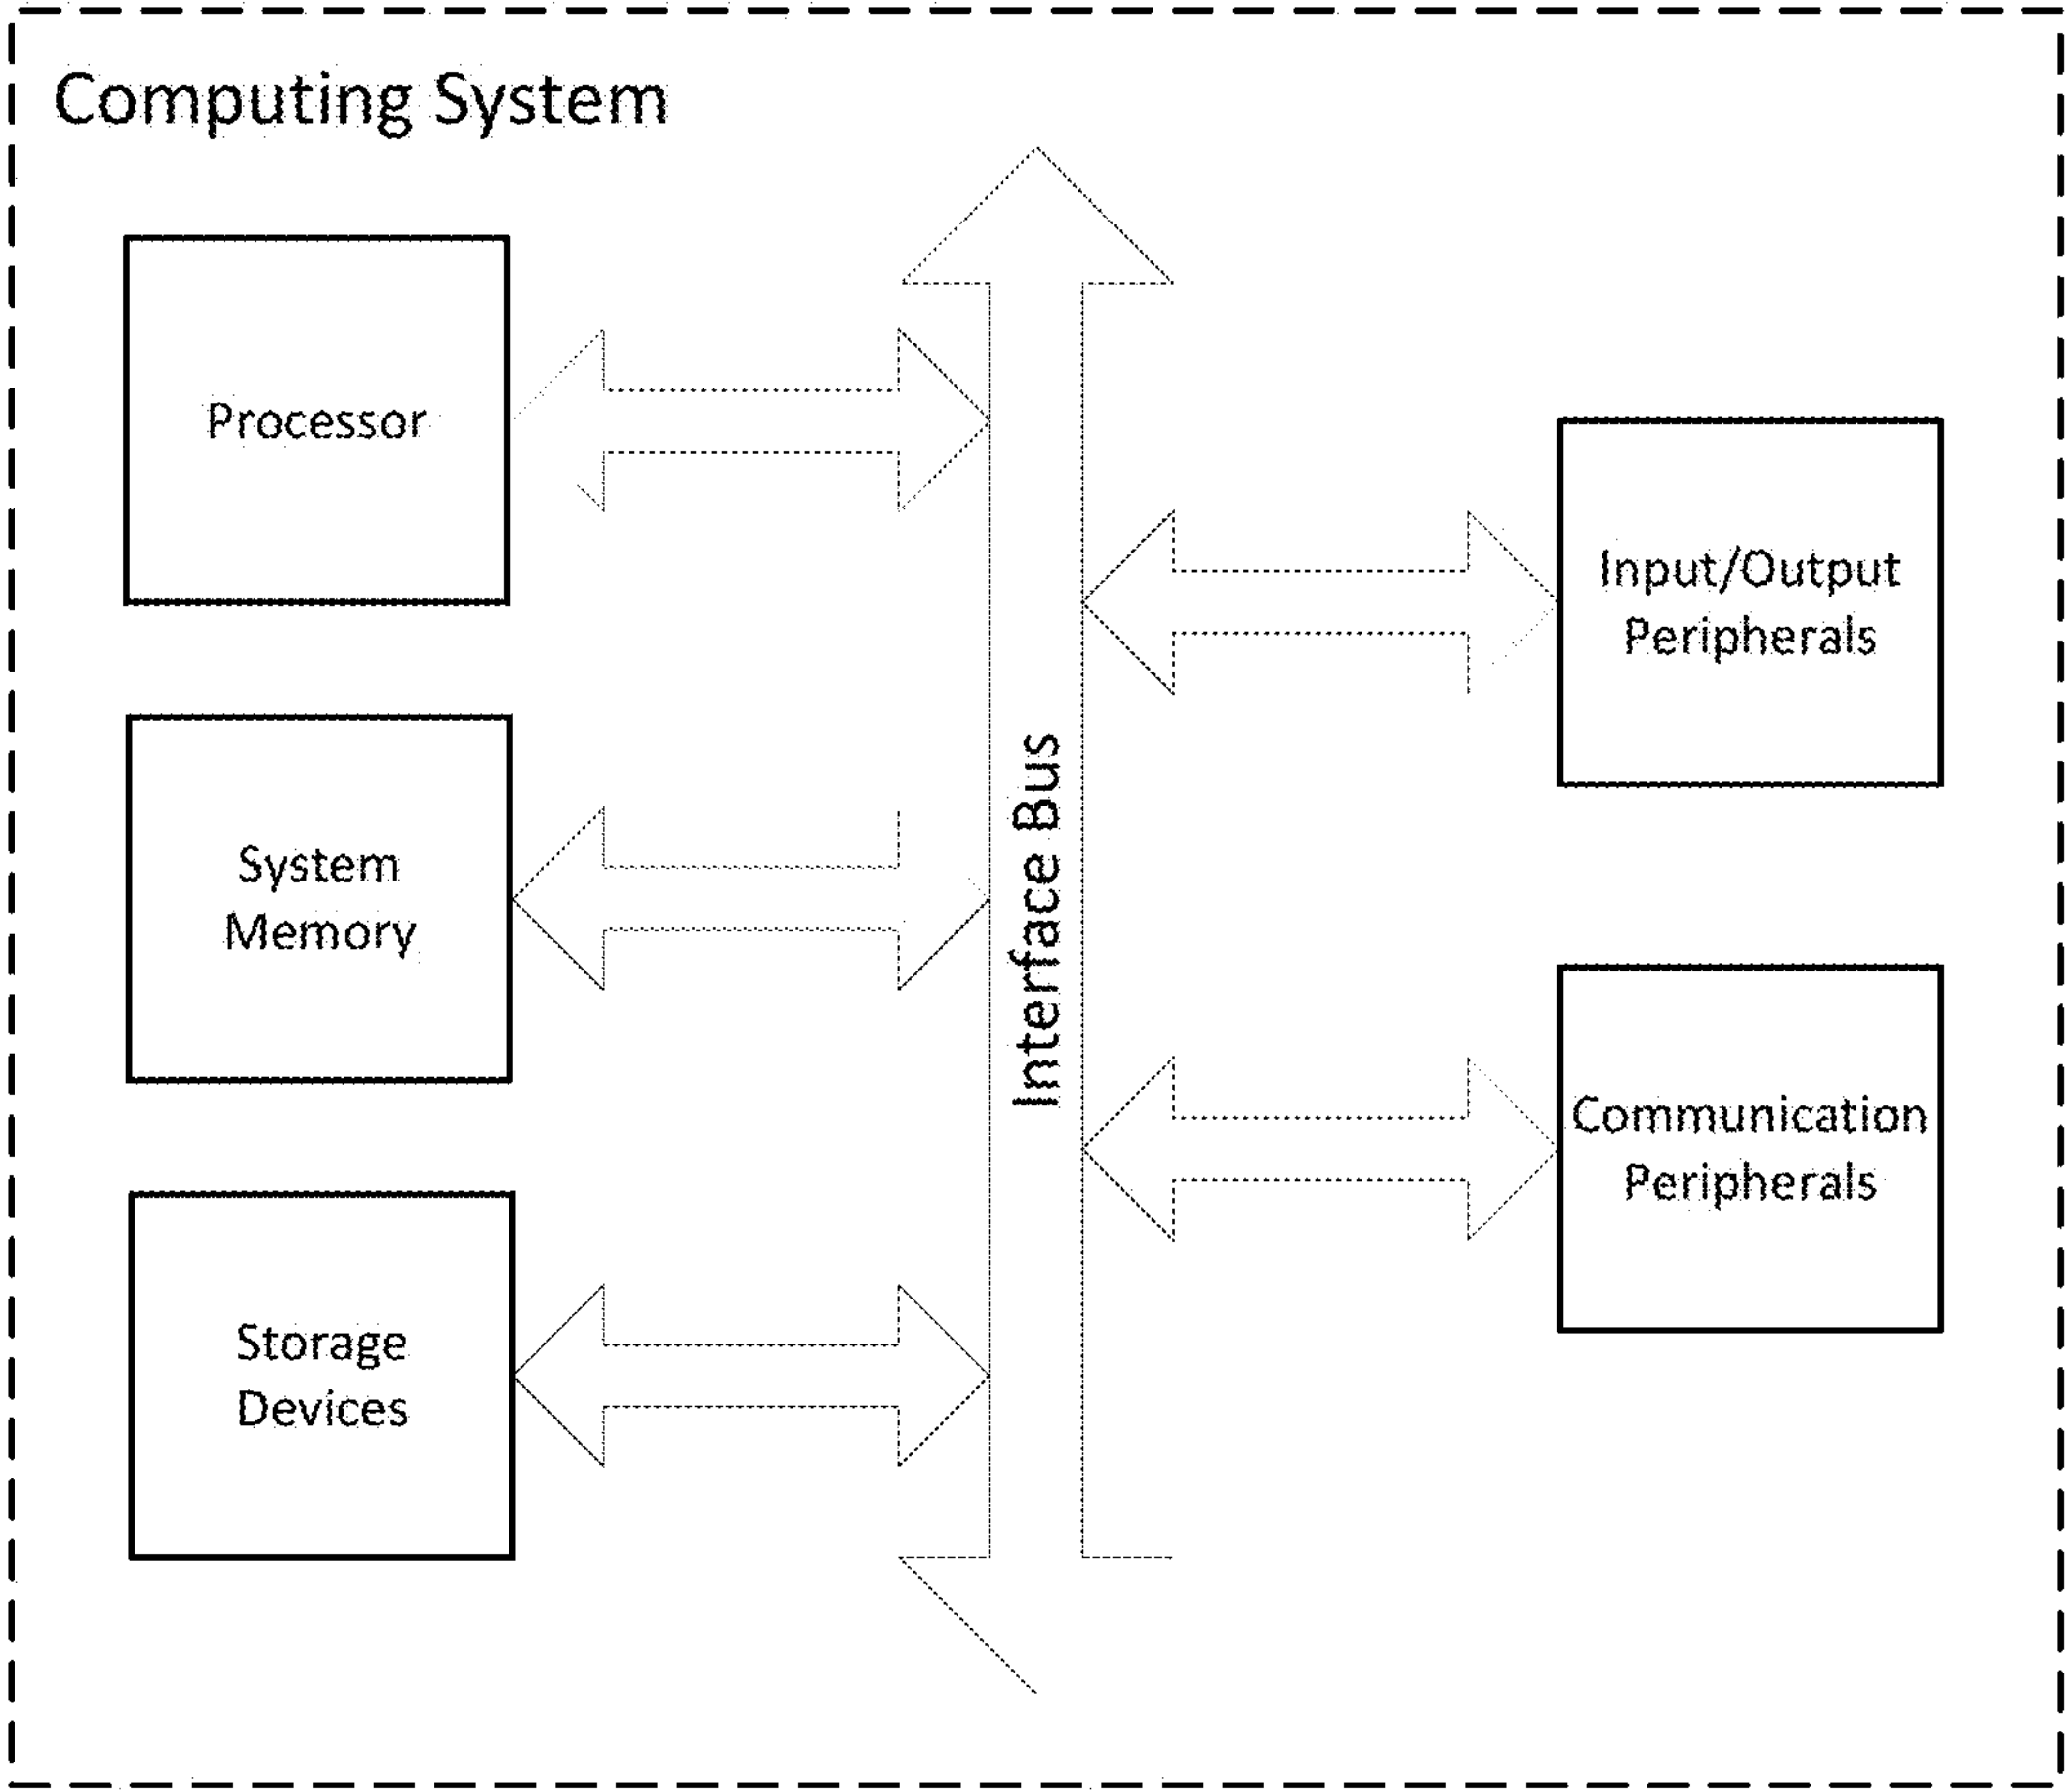 Computing System
Processor
System
Memory
Storage
Devices
Interface Bus
Input/Output
Peripherals
Communication
Peripherals